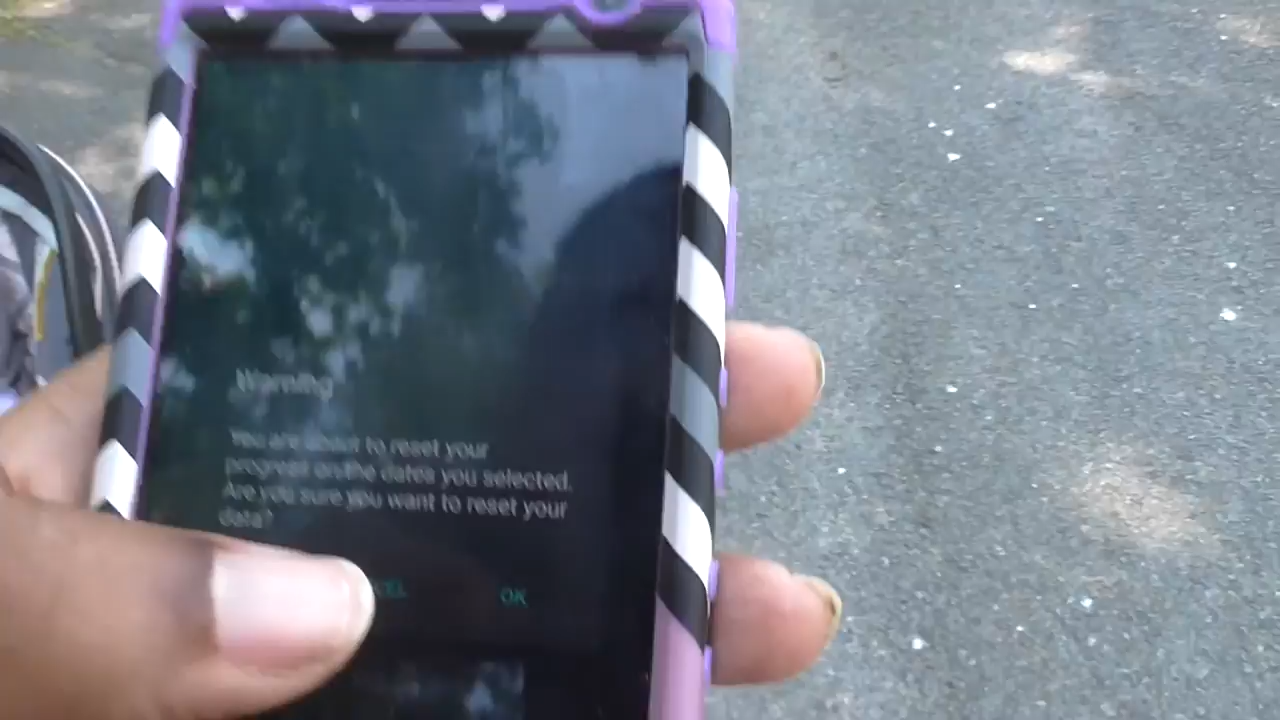 Warning
You are about to reset your
progress on the dates you selected.
Are you sure you want to reset your
data?
CEL OK